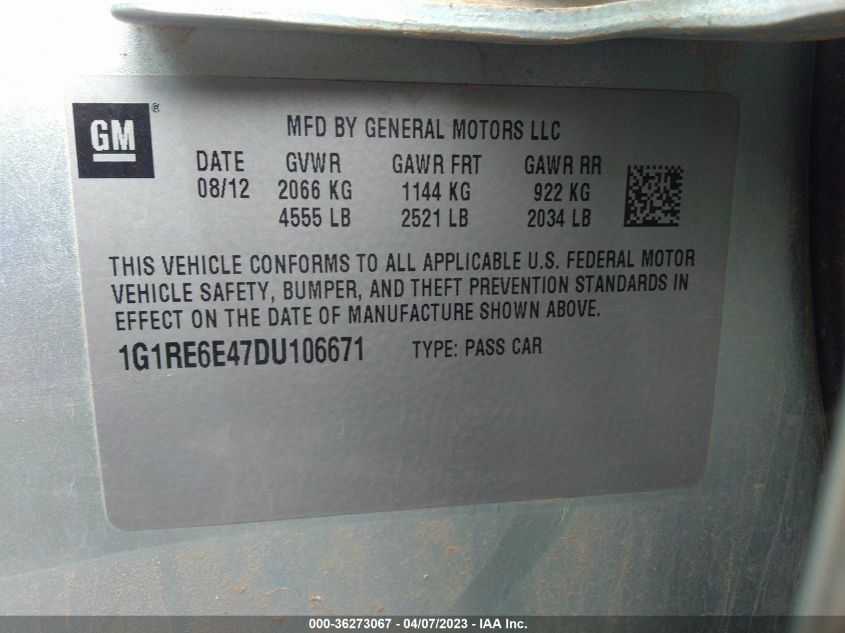 GM ®
MFD BY GENERAL MOTORS LLC
DATE GVWR GAWR FRT GAWR RR
08/12 2066 KG 1144 KG 922 KG
4555 LB 2521 LB 2034 LB
THIS VEHICLE CONFORMS TO ALL APPLICABLE U.S. FEDERAL MOTOR
VEHICLE SAFETY, BUMPER, AND THEFT PREVENTION STANDARDS IN
EFFECT ON THE DATE OF MANUFACTURE SHOWN ABOVE.
1G1RE6E47DU106671 TYPE: PASS CAR
000-36273067 - 04/07/2023 - IAA Inc.